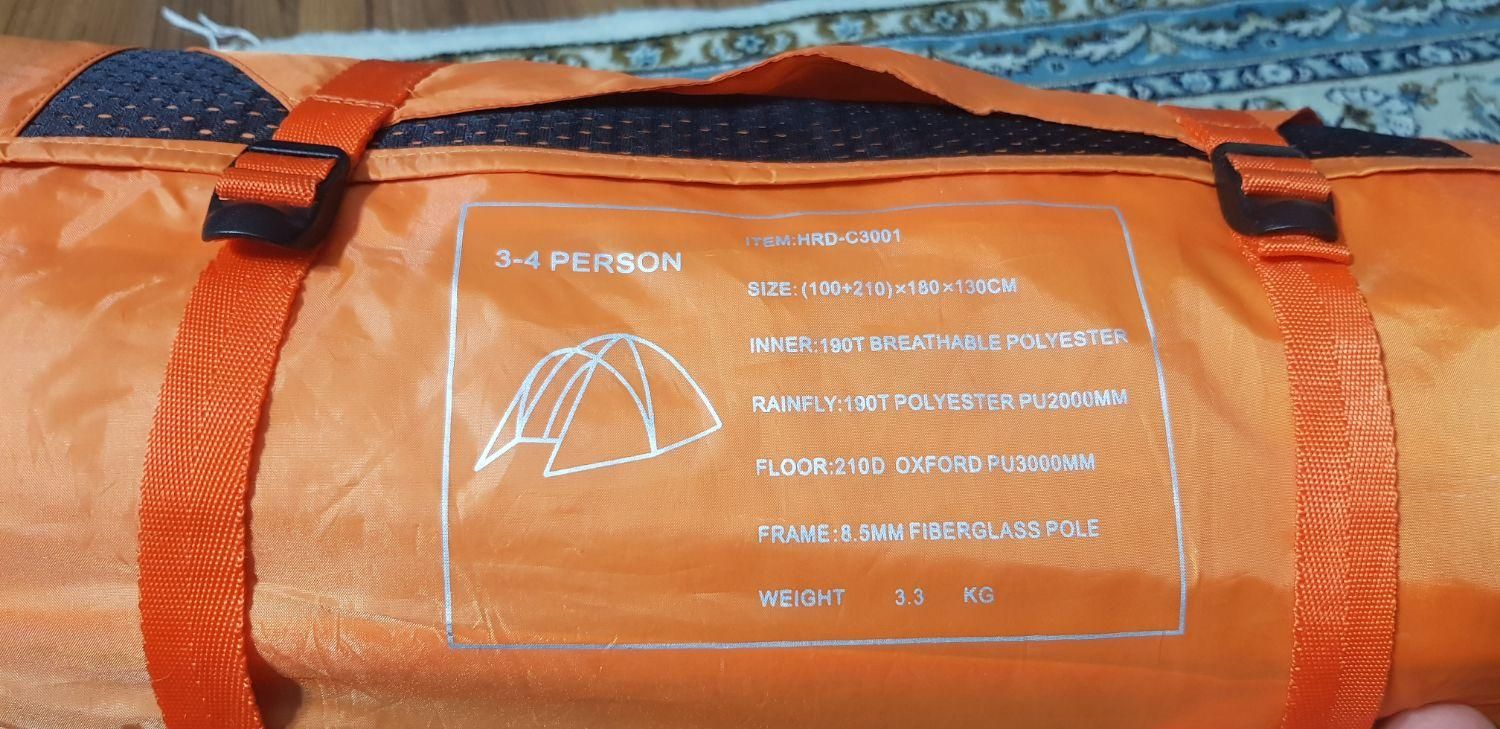 3-4 PERSON
ITEM:HRD-C3001
SIZE:(100+210)×180×130CM
INNER:190T BREATHABLE POLYESTER
RAINFLY:190T POLYESTER PU2000MM
FLOOR:210D OXFORD PU3000MM
FRAME:8.5MM FIBERGLASS POLE
WEIGHT 3.3 KG